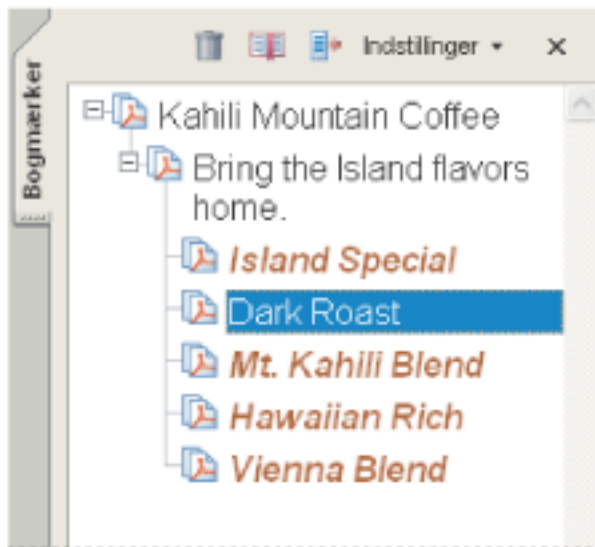 Indstilinger
Bogmærker
Kahili Mountain Coffee
Bring the Island flavors
home.
Island Special
Dark Roast
Mt. Kahili Blend
Hawaiian Rich
Vienna Blend